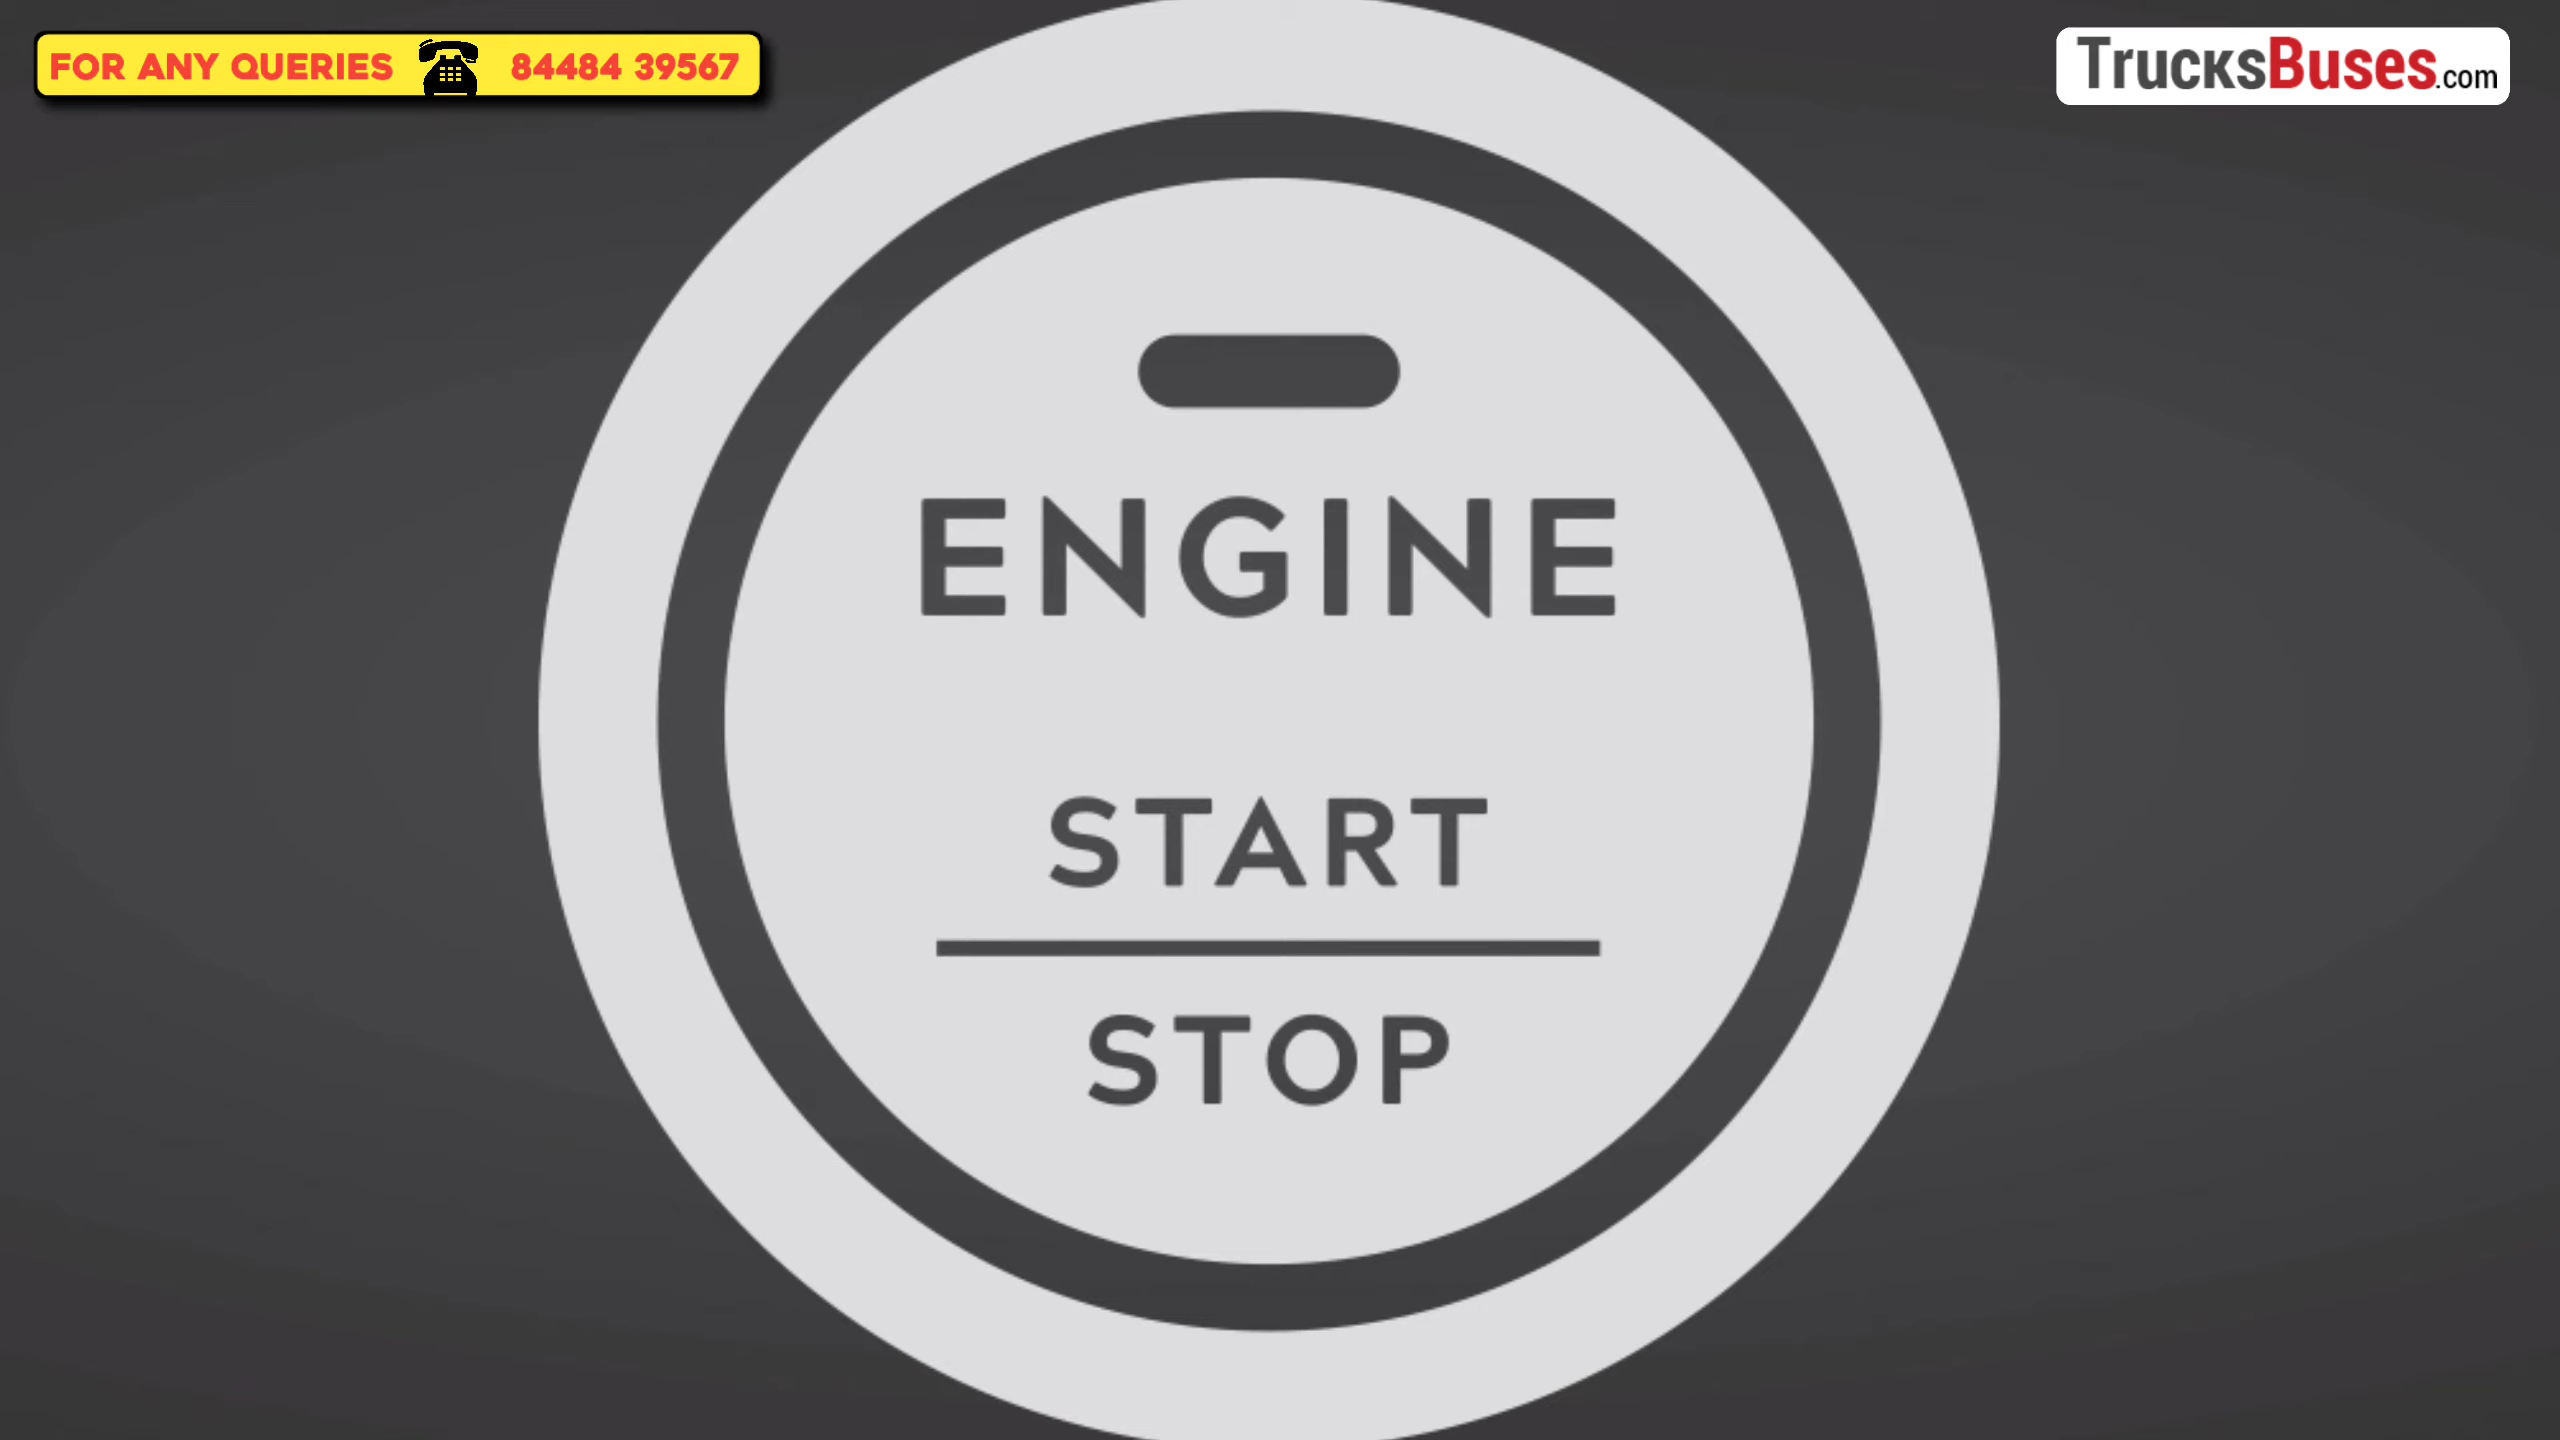 FOR ANY QUERIES 84484 39567
TrucksBuses.com
ENGINE
START
STOP